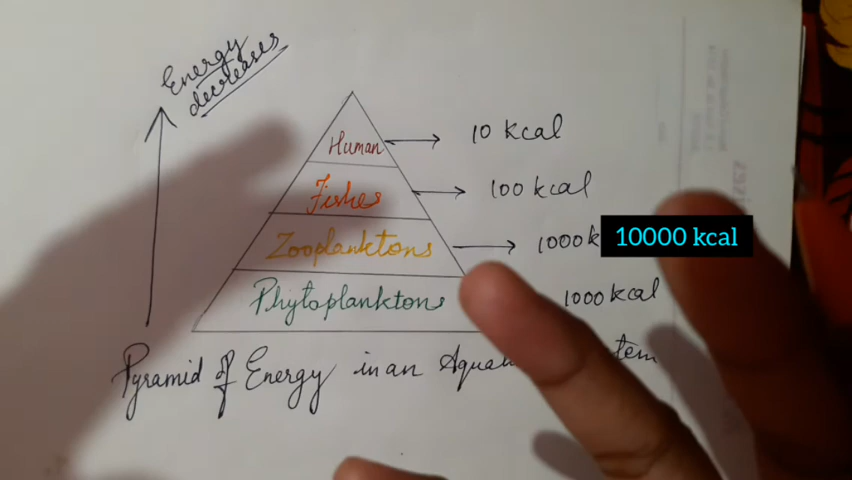 Energy
decreases
Human 10 kcal
Fishes 100 kcal
Zooplanktons 1000k 10000 kcal
Phytoplanktons 1000 kcal
Pyramid of Energy in an